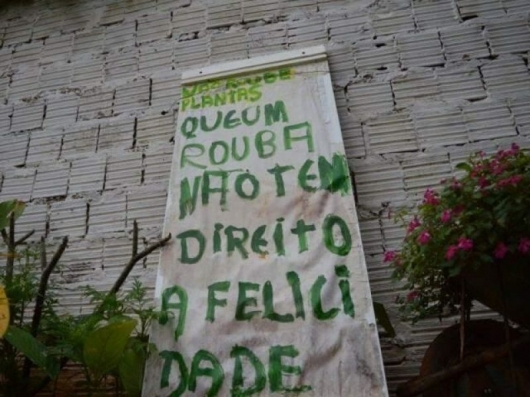 PLANTAS
QUEUM
ROUBA
NÃO TEM
DIREITO
A FELICI
DADE